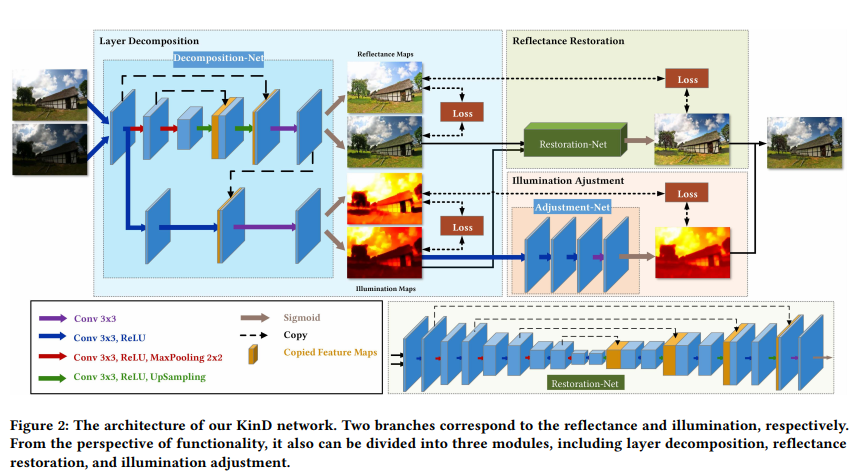 Layer Decomposition
Decomposition-Net
Reflectance Maps
Loss
Loss
Illumination Maps
Reflectance Restoration
Loss
Restoration-Net
Illumination Ajustment
Adjustment-Net
Loss
Conv 3x3
Conv 3x3, ReLU
Conv 3x3, ReLU, MaxPooling 2x2
Conv 3x3, ReLU, UpSampling
Sigmoid
Copy
Copied Feature Maps
Restoration-Net
Figure 2: The architecture of our KinD network. Two branches correspond to the reflectance and illumination, respectively.
From the perspective of functionality, it also can be divided into three modules, including layer decomposition, reflectance
restoration, and illumination adjustment.